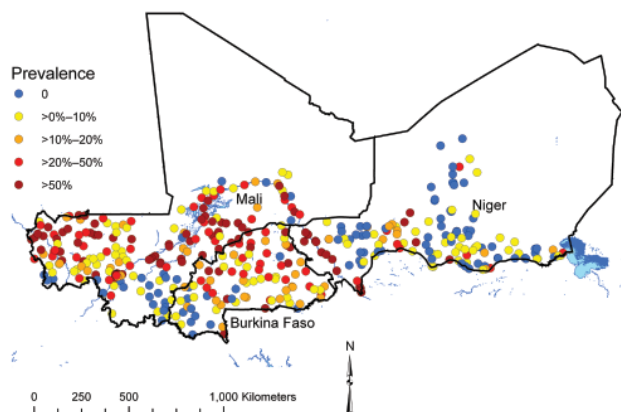 Prevalence
0
>0%–10%
>10%–20%
>20%–50%
>50%
Mali
Niger
Burkina Faso
N
0 250 500 1,000 Kilometers